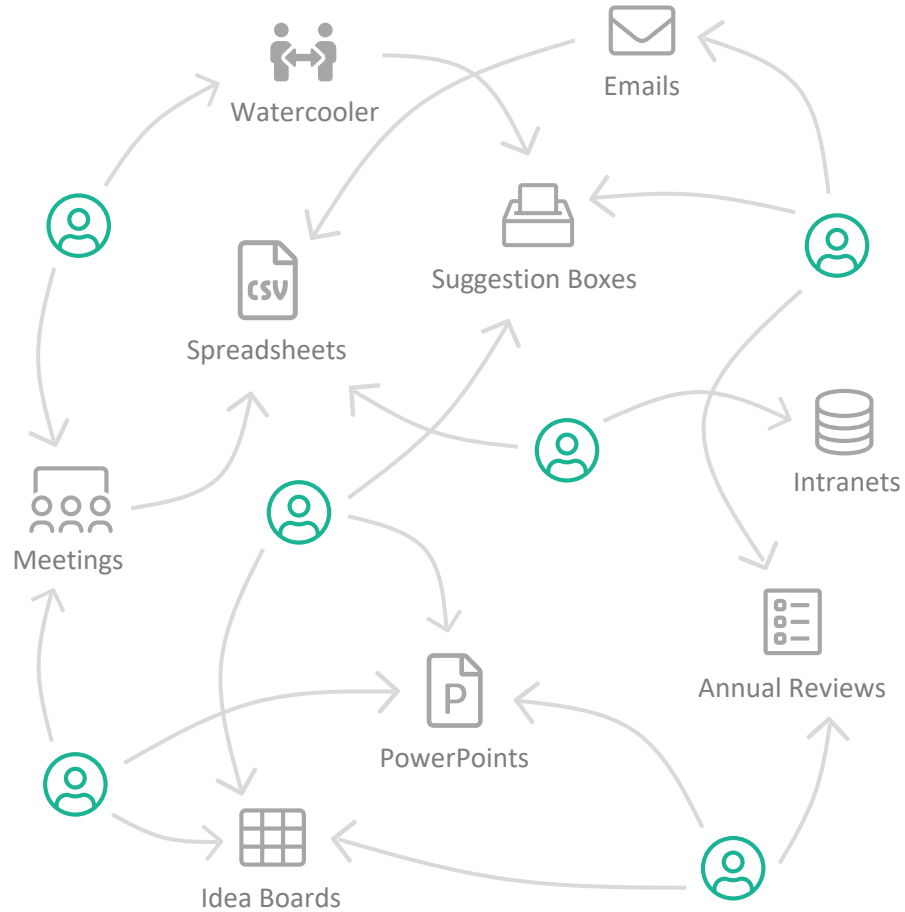 Emails
Watercooler
Suggestion Boxes
CSV
Spreadsheets
Intranets
Meetings
Annual Reviews
P
PowerPoints
Idea Boards